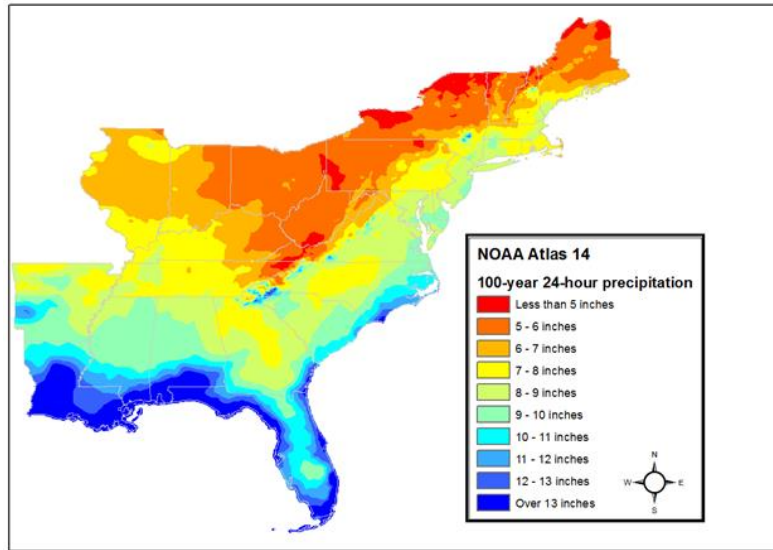 NOAA Atlas 14
100-year 24-hour precipitation
Less than 5 inches
5 - 6 inches
6 - 7 inches
7 - 8 inches
8 - 9 inches
9 - 10 inches
10 - 11 inches
11 - 12 inches
12 - 13 inches
Over 13 inches
N
W E
S